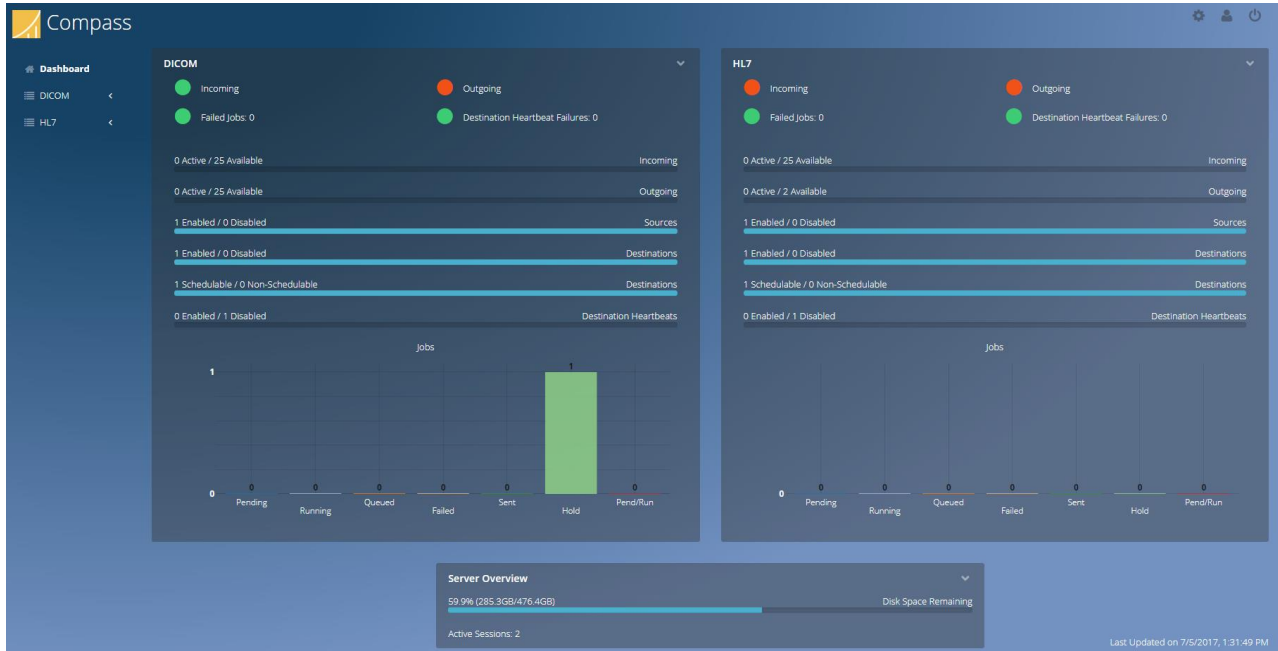 Compass
Dashboard
DICOM
HL7
DICOM
Incoming
Outgoing
Failed Jobs: 0
Destination Heartbeat Failures: 0
0 Active / 25 Available Incoming
0 Active / 25 Available Outgoing
1 Enabled / 0 Disabled Sources
1 Enabled / 0 Disabled Destinations
1 Schedulable / 0 Non-Schedulable Destinations
0 Enabled / 1 Disabled Destination Heartbeats
Jobs
1
1
0 0 0 0 0 0 0
Pending Running Queued Failed Sent Hold Pend/Run
HL7
Incoming
Outgoing
Failed Jobs: 0
Destination Heartbeat Failures: 0
0 Active / 25 Available Incoming
0 Active / 2 Available Outgoing
1 Enabled / 0 Disabled Sources
1 Enabled / 0 Disabled Destinations
1 Schedulable / 0 Non-Schedulable Destinations
0 Enabled / 1 Disabled Destination Heartbeats
Jobs
0 0 0 0 0 0 0 0
Pending Running Queued Failed Sent Hold Pend/Run
Server Overview
59.9% (285.3GB/476.4GB) Disk Space Remaining
Active Sessions: 2
Last Updated on 7/5/2017, 1:31:49 PM